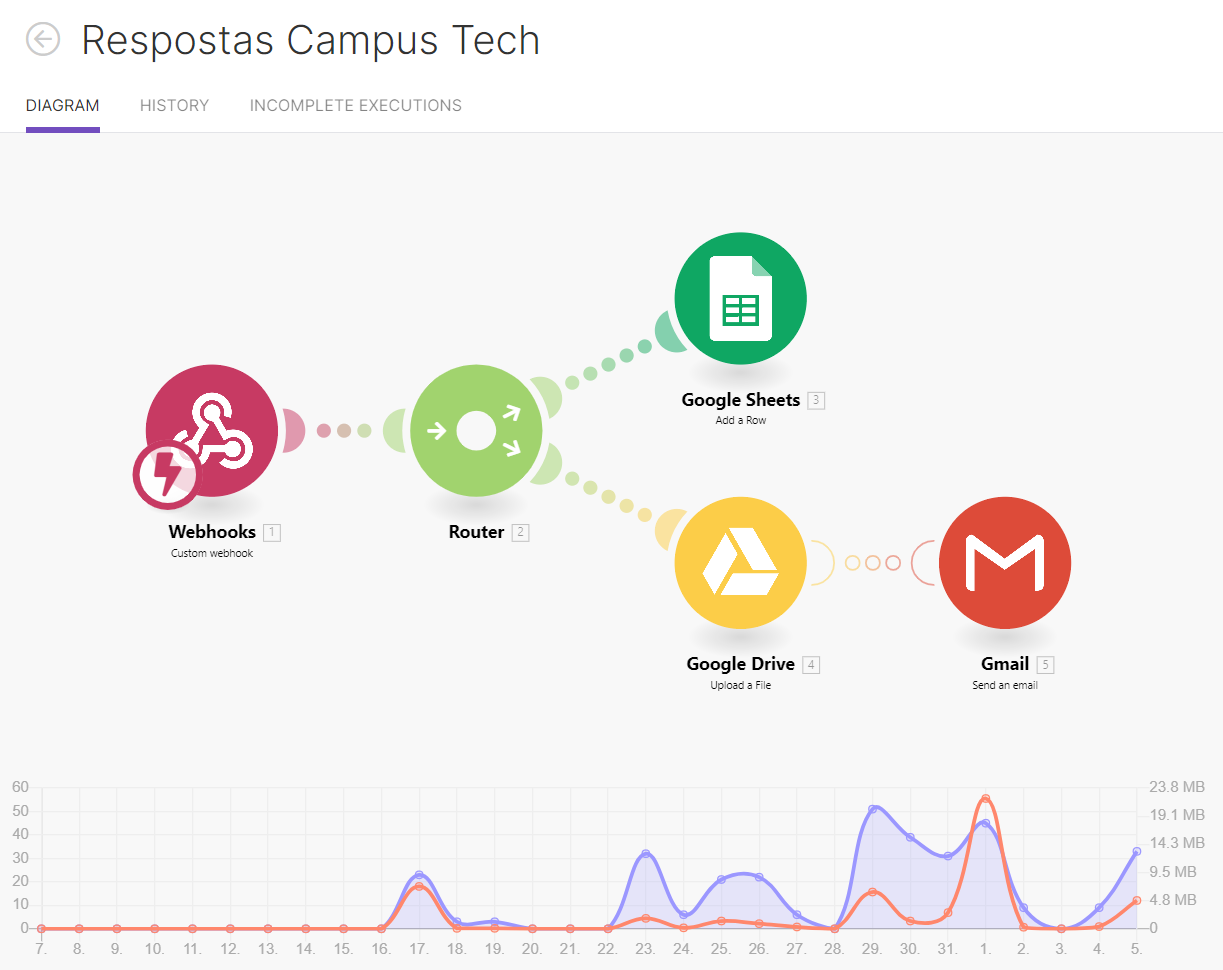 Respostas Campus Tech
DIAGRAM HISTORY INCOMPLETE EXECUTIONS
Google Sheets 3
Add a Row
Webhooks 1
Custom webhook
Router 2
Google Drive 4
Upload a File
Gmail 5
Send an email
60 23.8 MB
50 19.1 MB
40 14.3 MB
30
20 9.5 MB
10 4.8 MB
0 0
7. 8. 9. 10. 11. 12. 13. 14. 15. 16. 17. 18. 19. 20. 21. 22. 23. 24. 25. 26. 27. 28. 29. 30. 31. 1. 2. 3. 4. 5.